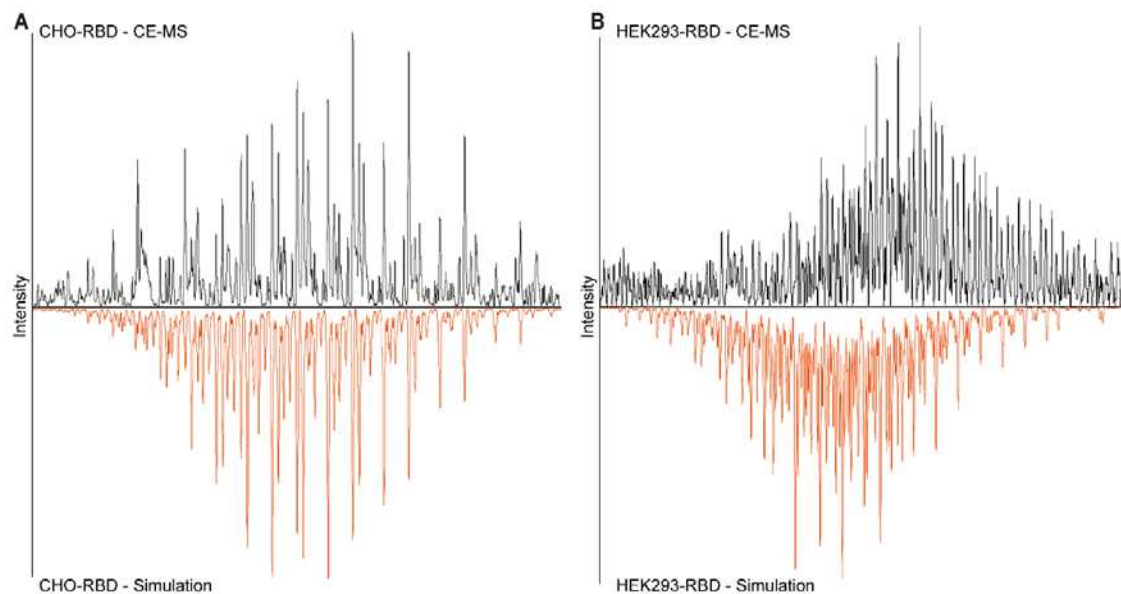 A
CHO-RBD - CE-MS
Intensity
CHO-RBD - Simulation
B
HEK293-RBD - CE-MS
Intensity
HEK293-RBD - Simulation